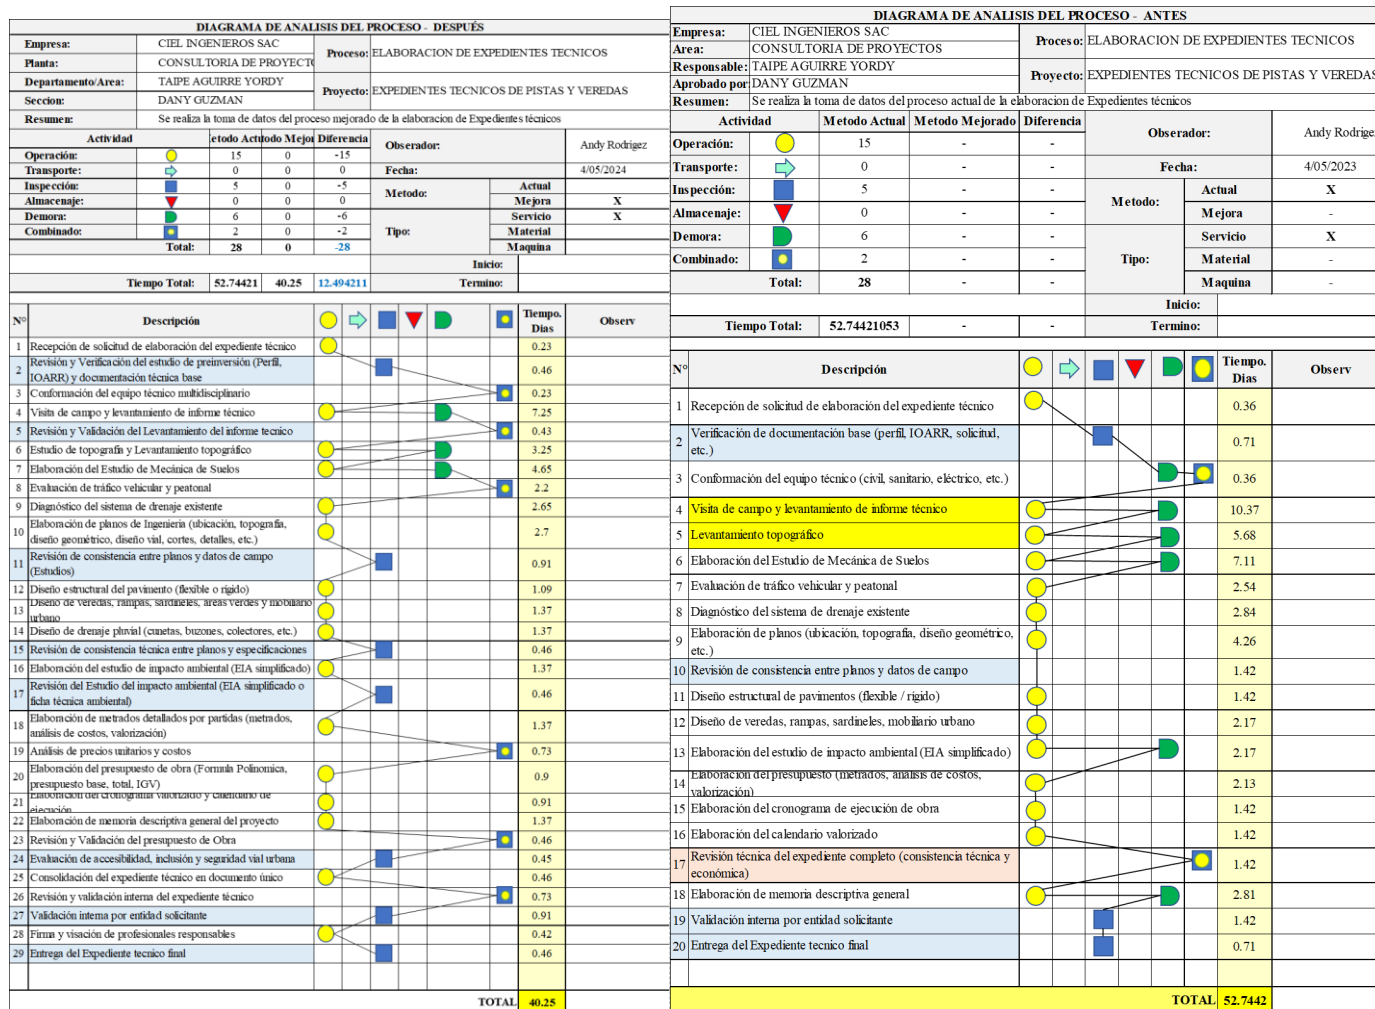 DIAGRAMA DE ANALISIS DEL PROCESO - DESPUÉS
Empresa: CIEL INGENIEROS SAC
Proceso: ELABORACION DE EXPEDIENTES TECNICOS
Planta: CONSULTORIA DE PROYECT
Departamento/Area: TAIPE AGUIRRE YORDY
Proyecto: EXPEDIENTES TECNICOS DE PISTAS Y VEREDAS
Seccion: DANY GUZMAN
Resumen: Se realiza la toma de datos del proceso mejorado de la elaboracion de Expedientes técnicos
Actividad etodo Actu todo Mejor Diferencia
Obserador: Andy Rodrigez
Operación: 15 0 -15
Transporte: 0 0 0
Fecha: 4/05/2024
Inspección: 5 0 -5
Metodo: Actual
Almacenaje: 0 0 0
Mejora X
Demora: 6 0 -6
Tipo: Servicio X
Combinado: 2 0 -2
Material
Total: 28 0 -28
Maquina
Inicio:
Tiempo Total: 52.74421 40.25 12.494211
Termino:
N° Descripción Tiempo. Dias Observ
1 Recepción de solicitud de elaboración del expediente técnico 0.23
2 Revisión y Verificación del estudio de preinversión (Perfil, IOARR) y documentación técnica base 0.46
3 Conformación del equipo técnico multidisciplinario 0.23
4 Visita de campo y levantamiento de informe técnico 7.25
5 Revisión y Validación del Levantamiento del informe tecnico 0.43
6 Estudio de topografía y Levantamiento topográfico 3.25
7 Elaboración del Estudio de Mecánica de Suelos 4.65
8 Evaluación de tráfico vehicular y peatonal 2.2
9 Diagnóstico del sistema de drenaje existente 2.65
10 Elaboración de planos de Ingenieria (ubicación, topografía, diseño geométrico, diseño vial, cortes, detalles, etc.) 2.7
11 Revisión de consistencia entre planos y datos de campo (Estudios) 0.91
12 Diseño estructural del pavimento (flexible o rígido) 1.09
13 Diseño de veredas, rampas, sardineles, áreas verdes y mobiliario urbano 1.37
14 Diseño de drenaje pluvial (cunetas, buzones, colectores, etc.) 1.37
15 Revisión de consistencia técnica entre planos y especificaciones 0.46
16 Elaboración del estudio de impacto ambiental (EIA simplificado) 1.37
17 Revisión del Estudio del impacto ambiental (EIA simplificado o ficha técnica ambiental) 0.46
18 Elaboración de metrados detallados por partidas (metrados, análisis de costos, valorización) 1.37
19 Análisis de precios unitarios y costos 0.73
20 Elaboración del presupuesto de obra (Formula Polinomica, presupuesto base, total, IGV) 0.9
21 Elaboración del cronograma valorizado y calendario de ejecución 0.91
22 Elaboración de memoria descriptiva general del proyecto 1.37
23 Revisión y Validación del presupuesto de Obra 0.46
24 Evaluación de accesibilidad, inclusión y seguridad vial urbana 0.45
25 Consolidación del expediente técnico en documento único 0.46
26 Revisión y validación interna del expediente técnico 0.73
27 Validación interna por entidad solicitante 0.91
28 Firma y visación de profesionales responsables 0.42
29 Entrega del Expediente tecnico final 0.46
TOTAL 40.25
DIAGRAMA DE ANALISIS DEL PROCESO - ANTES
Empresa: CIEL INGENIEROS SAC
Proceso: ELABORACION DE EXPEDIENTES TECNICOS
Area: CONSULTORIA DE PROYECTOS
Responsable: TAIPE AGUIRRE YORDY
Proyecto: EXPEDIENTES TECNICOS DE PISTAS Y VEREDAS
Aprobado por: DANY GUZMAN
Resumen: Se realiza la toma de datos del proceso actual de la elaboracion de Expedientes técnicos
Actividad Metodo Actual Metodo Mejorado Diferencia
Obserador: Andy Rodrige
Operación: 15 - -
Transporte: 0 - -
Fecha: 4/05/2023
Inspección: 5 - -
Metodo: Actual X
Almacenaje: 0 - -
Mejora -
Demora: 6 - -
Tipo: Servicio X
Combinado: 2 - -
Material -
Total: 28 - -
Maquina -
Inicio:
Tiempo Total: 52.74421053 - -
Termino:
N° Descripción Tiempo. Dias Observ
1 Recepción de solicitud de elaboración del expediente técnico 0.36
2 Verificación de documentación base (perfil, IOARR, solicitud, etc.) 0.71
3 Conformación del equipo técnico (civil, sanitario, eléctrico, etc.) 0.36
4 Visita de campo y levantamiento de informe técnico 10.37
5 Levantamiento topográfico 5.68
6 Elaboración del Estudio de Mecánica de Suelos 7.11
7 Evaluación de tráfico vehicular y peatonal 2.54
8 Diagnóstico del sistema de drenaje existente 2.84
9 Elaboración de planos (ubicación, topografía, diseño geométrico, etc.) 4.26
10 Revisión de consistencia entre planos y datos de campo 1.42
11 Diseño estructural de pavimentos (flexible / rígido) 1.42
12 Diseño de veredas, rampas, sardineles, mobiliario urbano 2.17
13 Elaboración del estudio de impacto ambiental (EIA simplificado) 2.17
14 Elaboración del presupuesto (metrados, análisis de costos, valorización) 2.13
15 Elaboración del cronograma de ejecución de obra 1.42
16 Elaboración del calendario valorizado 1.42
17 Revisión técnica del expediente completo (consistencia técnica y económica) 1.42
18 Elaboración de memoria descriptiva general 2.81
19 Validación interna por entidad solicitante 1.42
20 Entrega del Expediente tecnico final 0.71
TOTAL 52.7442